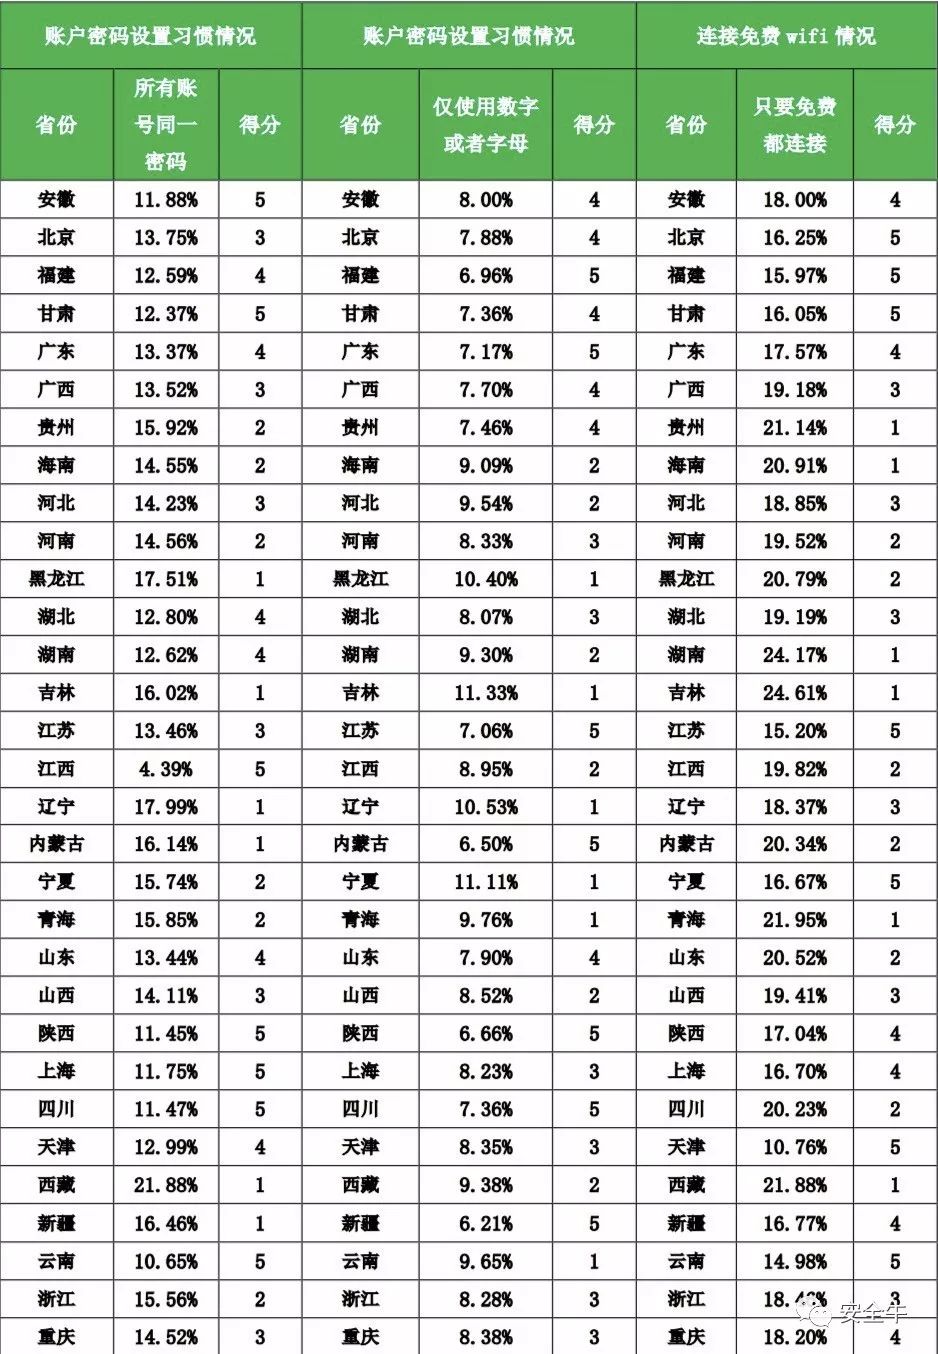 账户密码设置习惯情况 账户密码设置习惯情况 连接免费wifi情况
省份 所有账号同一密码 得分 省份 仅使用数字或者字母 得分 省份 只要免费都连接 得分
安徽 11.88% 5 安徽 8.00% 4 安徽 18.00% 4
北京 13.75% 3 北京 7.88% 4 北京 16.25% 5
福建 12.59% 4 福建 6.96% 5 福建 15.97% 5
甘肃 12.37% 5 甘肃 7.36% 4 甘肃 16.05% 5
广东 13.37% 4 广东 7.17% 5 广东 17.57% 4
广西 13.52% 3 广西 7.70% 4 广西 19.18% 3
贵州 15.92% 2 贵州 7.46% 4 贵州 21.14% 1
海南 14.55% 2 海南 9.09% 2 海南 20.91% 1
河北 14.23% 3 河北 9.54% 2 河北 18.85% 3
河南 14.56% 2 河南 8.33% 3 河南 19.52% 2
黑龙江 17.51% 1 黑龙江 10.40% 1 黑龙江 20.79% 2
湖北 12.80% 4 湖北 8.07% 3 湖北 19.19% 3
湖南 12.62% 4 湖南 9.30% 2 湖南 24.17% 1
吉林 16.02% 1 吉林 11.33% 1 吉林 24.61% 1
江苏 13.46% 3 江苏 7.06% 5 江苏 15.20% 5
江西 4.39% 5 江西 8.95% 2 江西 19.82% 2
辽宁 17.99% 1 辽宁 10.53% 1 辽宁 18.37% 3
内蒙古 16.14% 1 内蒙古 6.50% 5 内蒙古 20.34% 2
宁夏 15.74% 2 宁夏 11.11% 1 宁夏 16.67% 5
青海 15.85% 2 青海 9.76% 1 青海 21.95% 1
山东 13.44% 4 山东 7.90% 4 山东 20.52% 2
山西 14.11% 3 山西 8.52% 2 山西 19.41% 3
陕西 11.45% 5 陕西 6.66% 5 陕西 17.04% 4
上海 11.75% 5 上海 8.23% 3 上海 16.70% 4
四川 11.47% 5 四川 7.36% 5 四川 20.23% 2
天津 12.99% 4 天津 8.35% 3 天津 10.76% 5
西藏 21.88% 1 西藏 9.38% 2 西藏 21.88% 1
新疆 16.46% 1 新疆 6.21% 5 新疆 16.77% 4
云南 10.65% 5 云南 9.65% 1 云南 14.98% 5
浙江 15.56% 2 浙江 8.28% 3 浙江 3
安全牛
重庆 14.52% 3 重庆 8.38% 3 重庆 18.20% 4